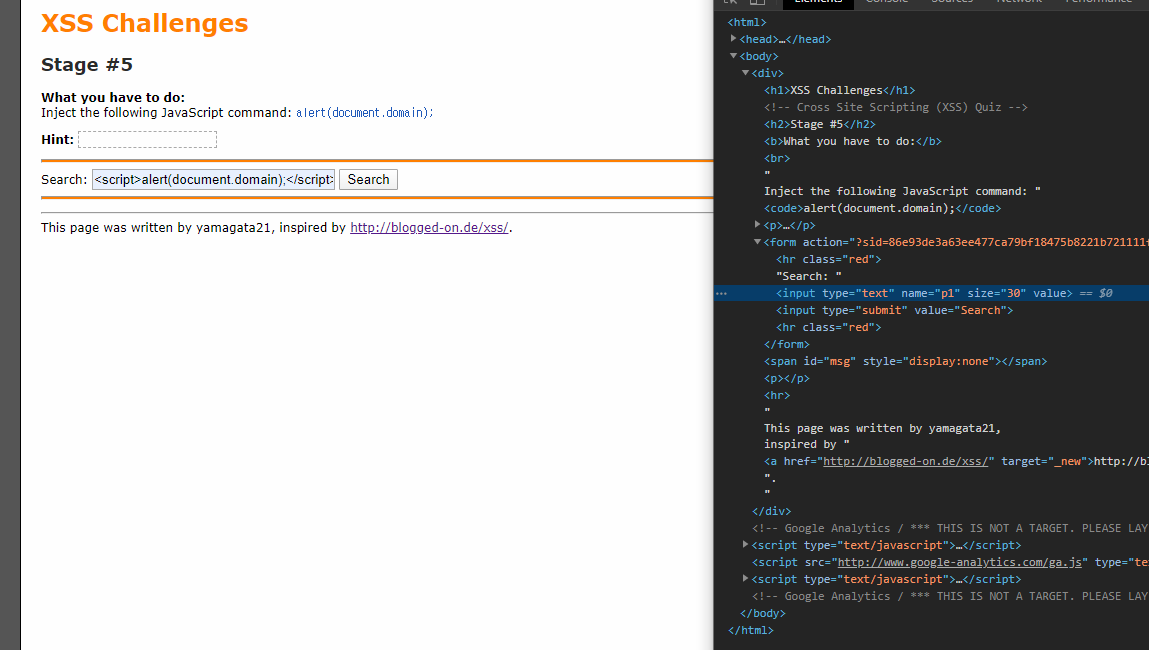 XSS Challenges
Stage #5
What you have to do:
Inject the following JavaScript command: alert(document.domain);
Hint:
Search: <script>alert(document.domain);</script> Search
This page was written by yamagata21, inspired by http://blogged-on.de/xss/.
Elements Console Sources Network Performance
<html>
<head>…</head>
<body>
<div>
<h1>XSS Challenges</h1>
<!-- Cross Site Scripting (XSS) Quiz -->
<h2>Stage #5</h2>
<b>What you have to do:</b>
<br>
"
Inject the following JavaScript command: "
<code>alert(document.domain);</code>
<p>…</p>
<form action="?sid=86e93de3a63ee477ca79bf18475b8221b721111
<hr class="red">
"Search: "
… <input type="text" name="p1" size="30" value> == $0
<input type="submit" value="Search">
<hr class="red">
</form>
<span id="msg" style="display:none"></span>
<p></p>
<hr>
"
This page was written by yamagata21,
inspired by "
<a href="http://blogged-on.de/xss/" target="_new">http://bl
".
"
</div>
<!-- Google Analytics / *** THIS IS NOT A TARGET. PLEASE LAY
<script type="text/javascript">…</script>
<script src="http://www.google-analytics.com/ga.js" type="te
<script type="text/javascript">…</script>
<!-- Google Analytics / *** THIS IS NOT A TARGET. PLEASE LAY
</body>
</html>